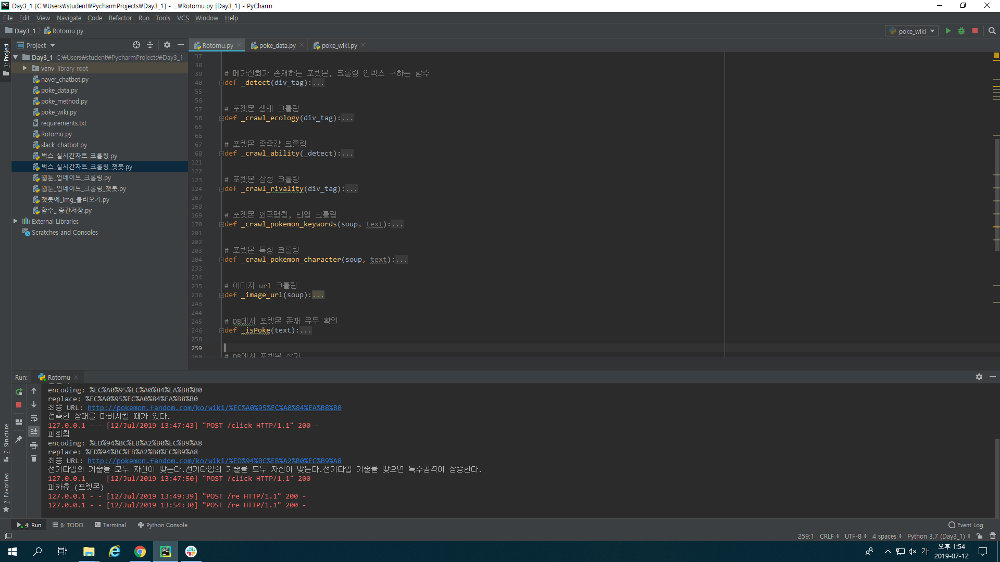 Day3_1 [C:₩Users₩student₩PycharmProjects₩Day3_1] - ...₩Rotomu.py [Day3_1] - PyCharm
File Edit View Navigate Code Refactor Run Tools VCS Window Help
Day3_1 Rotomu.py
poke_wiki
Project
Rotomu.py
poke_data.py
poke_wiki.py
1: Project
Day3_1 C:₩Users₩student₩PycharmProjects₩Day3_1
venv library root
naver_chatbot.py
poke_data.py
poke_method.py
poke_wiki.py
requirements.txt
Rotomu.py
slack_chatbot.py
벅스_실시간차트_크롤링.py
벅스_실시간차트_크롤링_챗봇.py
웹툰_업데이트_크롤링.py
웹툰_업데이트_크롤링_챗봇.py
챗봇에_img_불러오기.py
함수_ 중간저장.py
External Libraries
Scratches and Consoles
37
38
39 # 메가진화가 존재하는 포켓몬, 크롤링 인덱스 구하는 함수
40 def _detect(div_tag):...
55
56
57 # 포켓몬 생태 크롤링
58 def _crawl_ecology(div_tag):...
65
66
67 # 포켓몬 종족값 크롤링
68 def _crawl_ability(_detect):...
121
122
123 # 포켓몬 상성 크롤링
124 def _crawl_rivality(div_tag):...
167
168
169 # 포켓몬 외국명칭, 타입 크롤링
170 def _crawl_pokemon_keywords(soup, text):...
201
202
203 # 포켓몬 특성 크롤링
204 def _crawl_pokemon_character(soup, text):...
233
234
235 # 이미지 url 크롤링
236 def _image_url(soup):...
243
244
245 # DB에서 포켓몬 존재 유무 확인
246 def _isPoke(text):...
258
259
260 # DB에서 포켓몬 찾기
Run: Rotomu
encoding: %EC%A0%95%EC%A0%84%EA%B8%B0
replace: %EC%A0%95%EC%A0%84%EA%B8%B0
최종 URL: http://pokemon.fandom.com/ko/wiki/%EC%A0%95%EC%A0%84%EA%B8%B0
접촉한 상대를 마비시킬 때가 있다.
127.0.0.1 - - [12/Jul/2019 13:47:43] "POST /click HTTP/1.1" 200 -
피뢰침
encoding: %ED%94%BC%EB%A2%B0%EC%B9%A8
replace: %ED%94%BC%EB%A2%B0%EC%B9%A8
최종 URL: http://pokemon.fandom.com/ko/wiki/%ED%94%BC%EB%A2%B0%EC%B9%A8
전기타입의 기술을 모두 자신이 맞는다.전기타입의 기술을 모두 자신이 맞는다.전기타입 기술을 맞으면 특수공격이 상승한다.
127.0.0.1 - - [12/Jul/2019 13:47:50] "POST /click HTTP/1.1" 200 -
피카츄_(포켓몬)
127.0.0.1 - - [12/Jul/2019 13:49:39] "POST /re HTTP/1.1" 200 -
127.0.0.1 - - [12/Jul/2019 13:54:30] "POST /re HTTP/1.1" 200 -
7: Structure
2: Favorites
4: Run 6: TODO Terminal Python Console Event Log
259:1 CRLF UTF-8 4 spaces Python 3.7 (Day3_1)
가 오후 1:54
2019-07-12